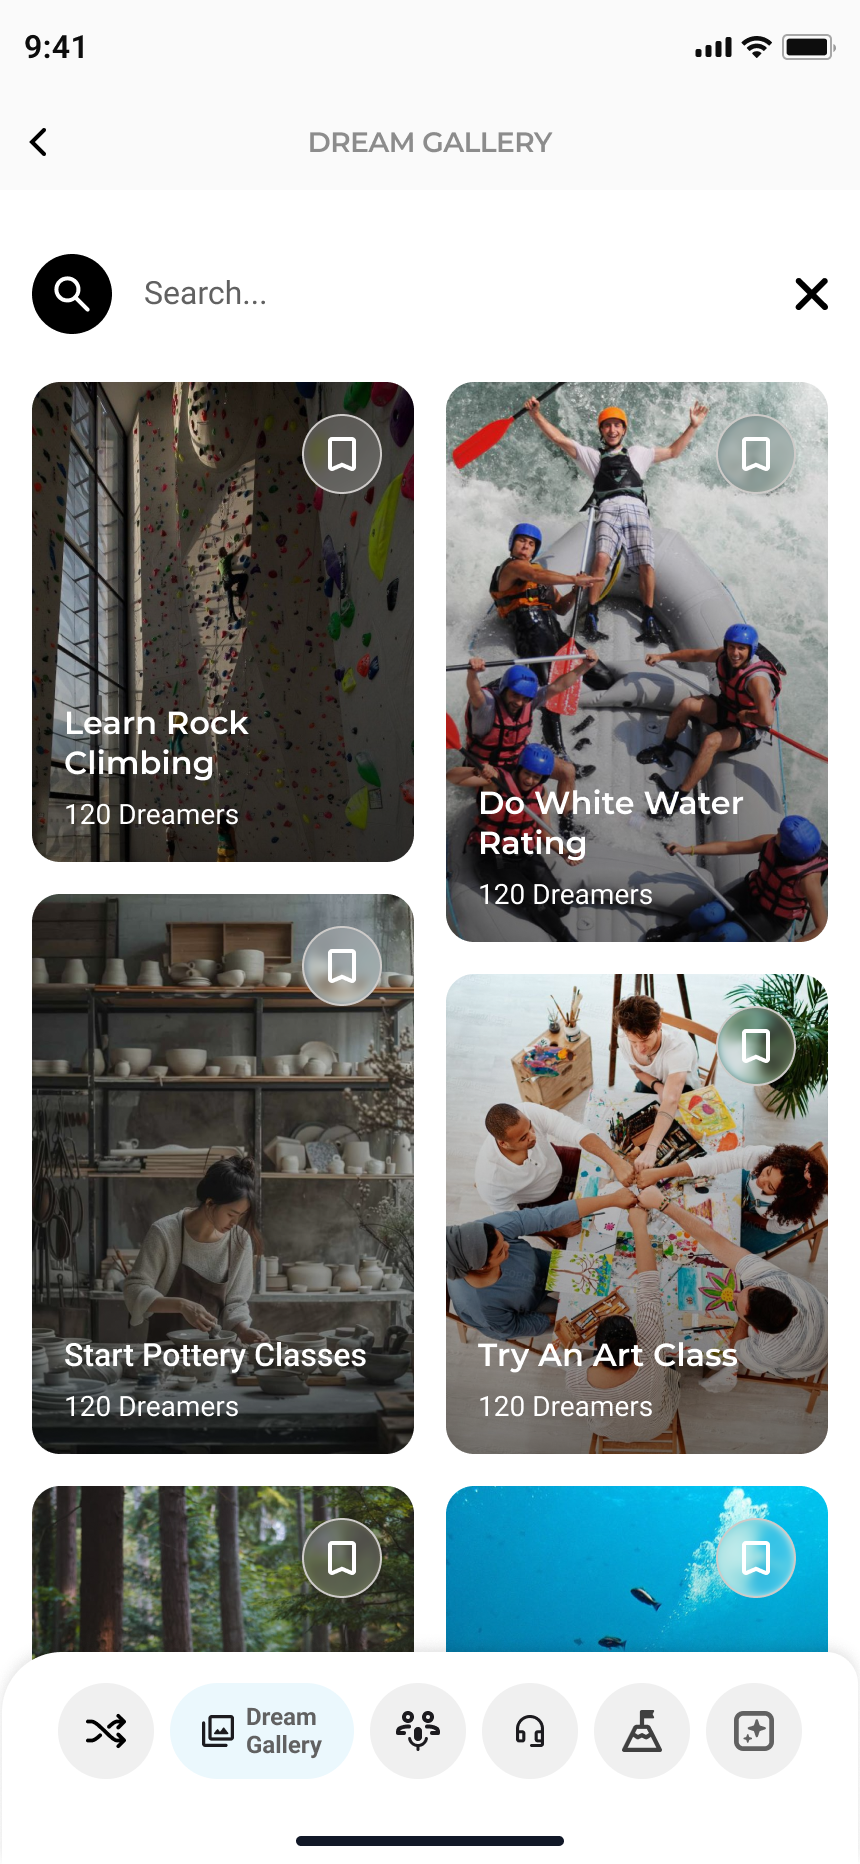 9:41
DREAM GALLERY
Search...
Learn Rock
Climbing
120 Dreamers
Do White Water
Rating
120 Dreamers
Start Pottery Classes
120 Dreamers
Try An Art Class
120 Dreamers
Dream
Gallery